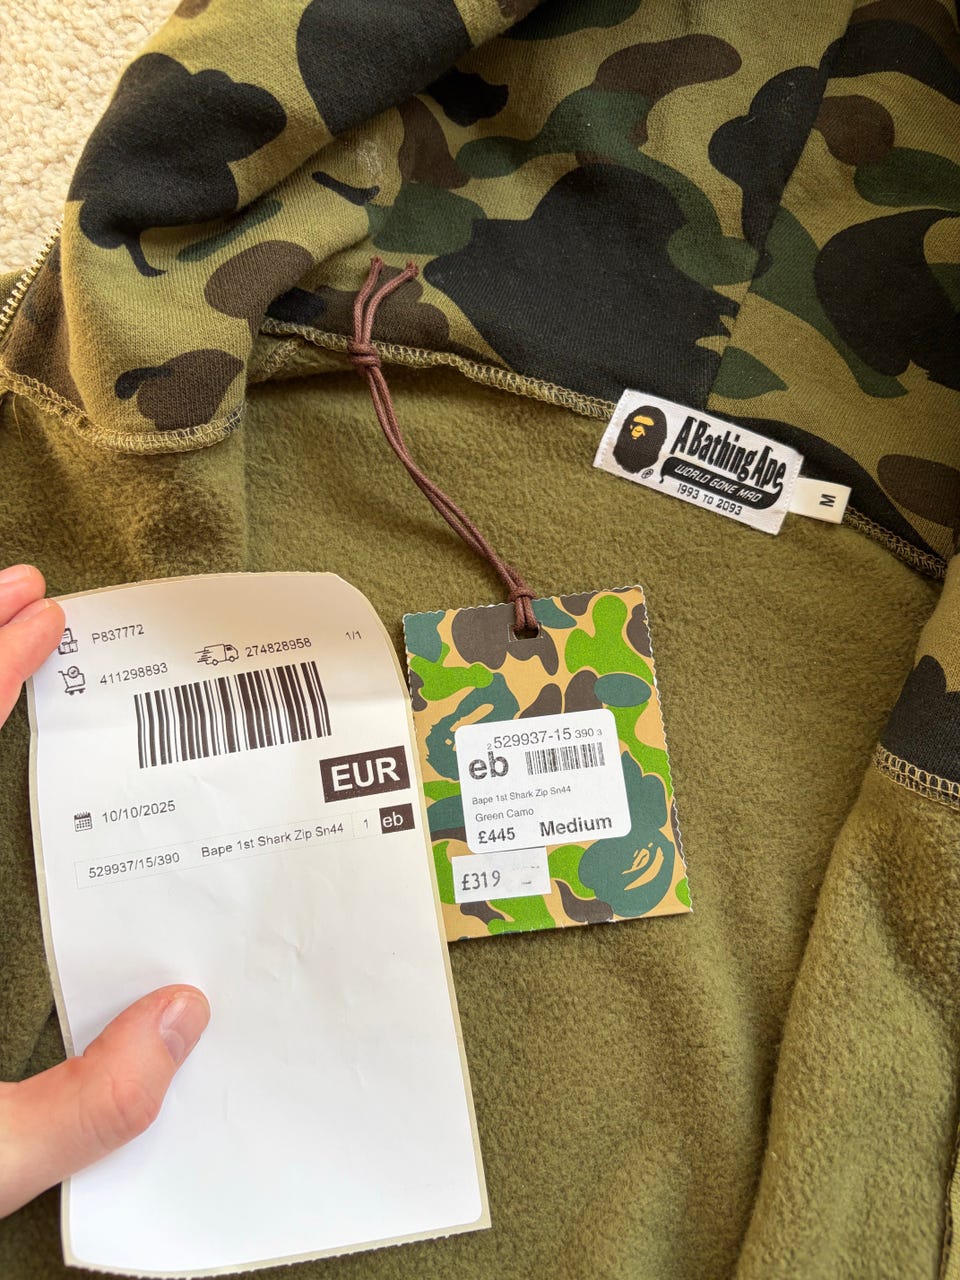 P837772
1/1
411298893
274828958
EUR
10/10/2025
529937/15/390 Bape 1st Shark Zip Sn44 1 eb
A Bathing Ape
WORLD GONE MAD
1993 TO 2093
M
2 529937-15 390 3
eb
Bape 1st Shark Zip Sn44
Green Camo
£445 Medium
£319